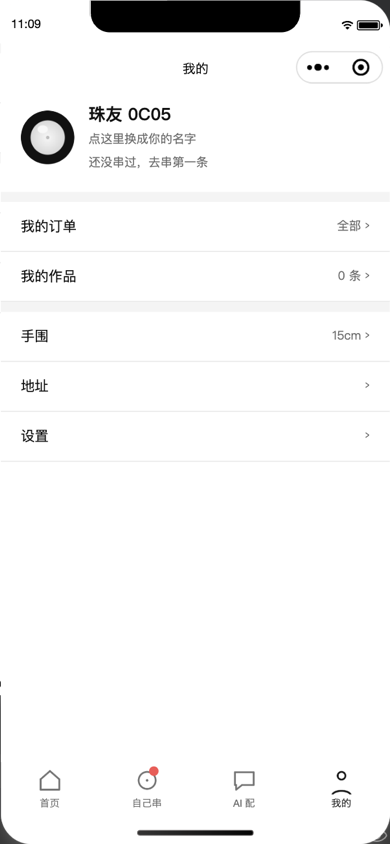 11:09
我的
珠友 0C05
点这里换成你的名字
还没串过，去串第一条
我的订单 全部 >
我的作品 0 条 >
手围 15cm >
地址 >
设置 >
首页 自己串 AI 配 我的